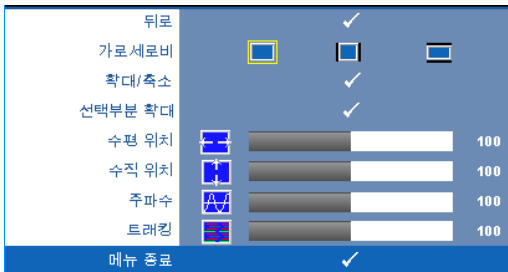 뒤로
가로세로비
확대/축소
선택부분 확대
수평 위치 100
수직 위치 100
주파수 100
트래킹 100
메뉴 종료